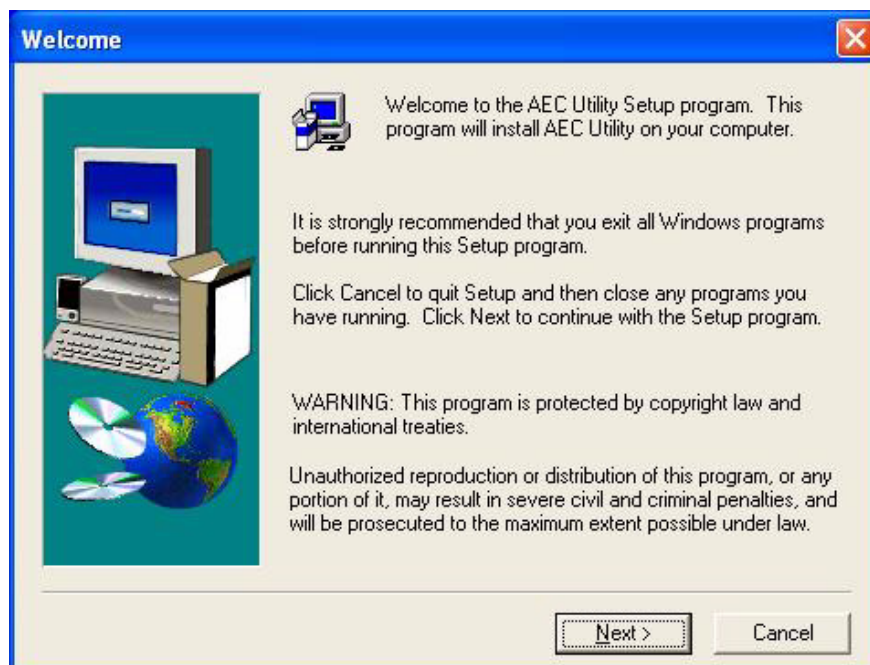 Welcome
Welcome to the AEC Utility Setup program. This
program will install AEC Utility on your computer.
It is strongly recommended that you exit all Windows programs
before running this Setup program.
Click Cancel to quit Setup and then close any programs you
have running. Click Next to continue with the Setup program.
WARNING: This program is protected by copyright law and
international treaties.
Unauthorized reproduction or distribution of this program, or any
portion of it, may result in severe civil and criminal penalties, and
will be prosecuted to the maximum extent possible under law.
Next >
Cancel